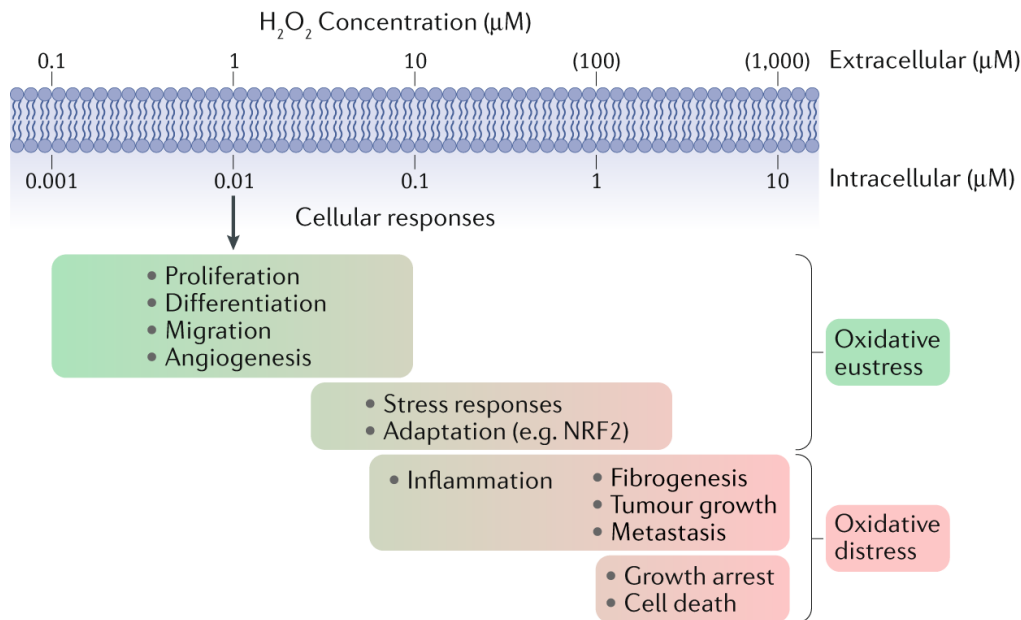 H₂O₂ Concentration (μM)
0.1 1 10 (100) (1,000) Extracellular (μM)
0.001 0.01 0.1 1 10 Intracellular (μM)
Cellular responses
• Proliferation
• Differentiation
• Migration
• Angiogenesis
Oxidative
eustress
• Stress responses
• Adaptation (e.g. NRF2)
• Inflammation
• Fibrogenesis
• Tumour growth
• Metastasis
Oxidative
distress
• Growth arrest
• Cell death